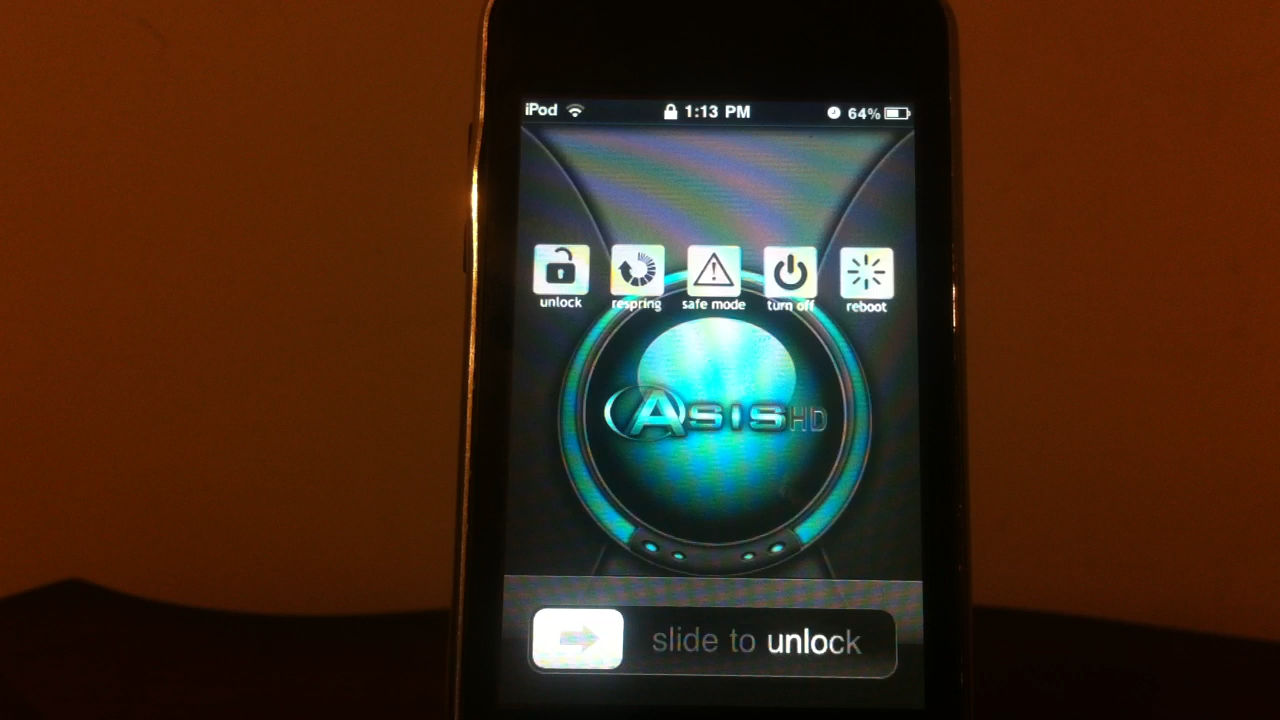 iPod 1:13 PM 64%
unlock respring safe mode turn off reboot
ASIS HD
slide to unlock